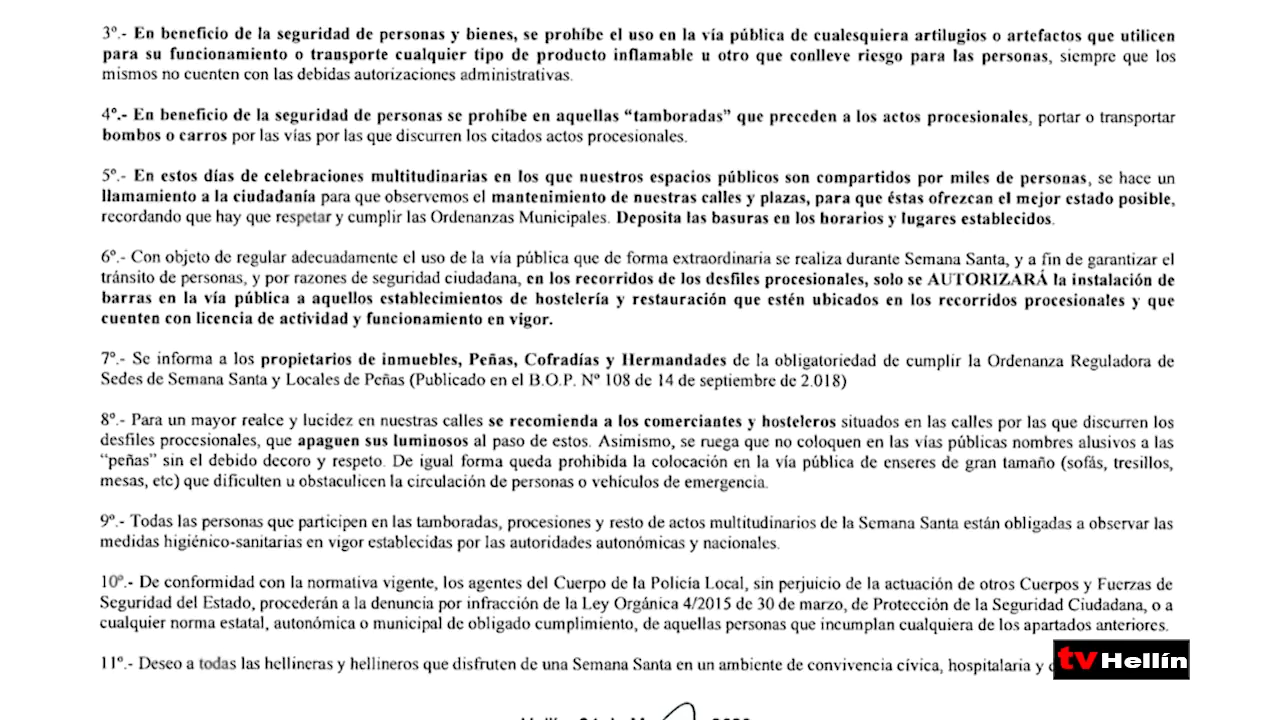 3º.- En beneficio de la seguridad de personas y bienes, se prohíbe el uso en la vía pública de cualesquiera artilugios o artefactos que utilicen
para su funcionamiento o transporte cualquier tipo de producto inflamable u otro que conlleve riesgo para las personas, siempre que los
mismos no cuenten con las debidas autorizaciones administrativas.
4º.- En beneficio de la seguridad de personas se prohíbe en aquellas “tamboradas” que preceden a los actos procesionales, portar o transportar
bombos o carros por las vías por las que discurren los citados actos procesionales.
5º.- En estos días de celebraciones multitudinarias en los que nuestros espacios públicos son compartidos por miles de personas, se hace un
llamamiento a la ciudadanía para que observemos el mantenimiento de nuestras calles y plazas, para que éstas ofrezcan el mejor estado posible,
recordando que hay que respetar y cumplir las Ordenanzas Municipales. Deposita las basuras en los horarios y lugares establecidos.
6º.- Con objeto de regular adecuadamente el uso de la vía pública que de forma extraordinaria se realiza durante Semana Santa, y a fin de garantizar el
tránsito de personas, y por razones de seguridad ciudadana, en los recorridos de los desfiles procesionales, solo se AUTORIZARÁ la instalación de
barras en la vía pública a aquellos establecimientos de hostelería y restauración que estén ubicados en los recorridos procesionales y que
cuenten con licencia de actividad y funcionamiento en vigor.
7º.- Se informa a los propietarios de inmuebles, Peñas, Cofradías y Hermandades de la obligatoriedad de cumplir la Ordenanza Reguladora de
Sedes de Semana Santa y Locales de Peñas (Publicado en el B.O.P. Nº 108 de 14 de septiembre de 2.018)
8º.- Para un mayor realce y lucidez en nuestras calles se recomienda a los comerciantes y hosteleros situados en las calles por las que discurren los
desfiles procesionales, que apaguen sus luminosos al paso de estos. Asimismo, se ruega que no coloquen en las vías públicas nombres alusivos a las
“peñas” sin el debido decoro y respeto. De igual forma queda prohibida la colocación en la vía pública de enseres de gran tamaño (sofás, tresillos,
mesas, etc) que dificulten u obstaculicen la circulación de personas o vehículos de emergencia.
9º.- Todas las personas que participen en las tamboradas, procesiones y resto de actos multitudinarios de la Semana Santa están obligadas a observar las
medidas higiénico-sanitarias en vigor establecidas por las autoridades autonómicas y nacionales.
10º.- De conformidad con la normativa vigente, los agentes del Cuerpo de la Policía Local, sin perjuicio de la actuación de otros Cuerpos y Fuerzas de
Seguridad del Estado, procederán a la denuncia por infracción de la Ley Orgánica 4/2015 de 30 de marzo, de Protección de la Seguridad Ciudadana, o a
cualquier norma estatal, autonómica o municipal de obligado cumplimiento, de aquellas personas que incumplan cualquiera de los apartados anteriores.
11º.- Deseo a todas las hellineras y hellineros que disfruten de una Semana Santa en un ambiente de convivencia cívica, hospitalaria y
tv Hellín